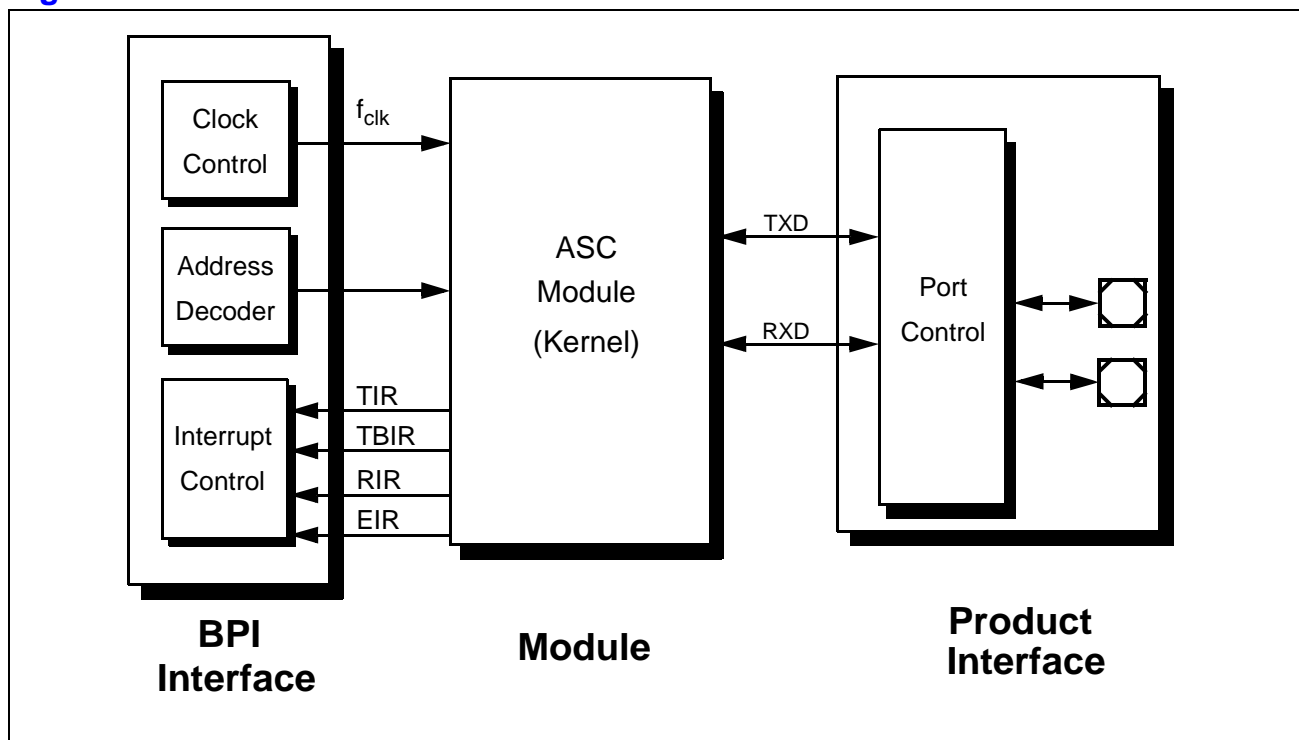 Clock
Control
f_clk
Address
Decoder
Interrupt
Control
TIR
TBIR
RIR
EIR
ASC
Module
(Kernel)
TXD
RXD
Port
Control
BPI
Interface
Module
Product
Interface